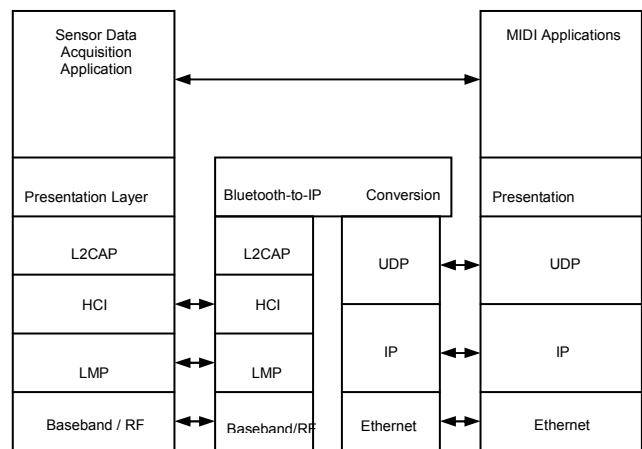 Sensor Data
Acquisition
Application
MIDI Applications
Presentation Layer
Bluetooth-to-IP Conversion
Presentation
L2CAP
L2CAP
UDP
UDP
HCI
HCI
LMP
LMP
IP
IP
Baseband / RF
Baseband/RF
Ethernet
Ethernet